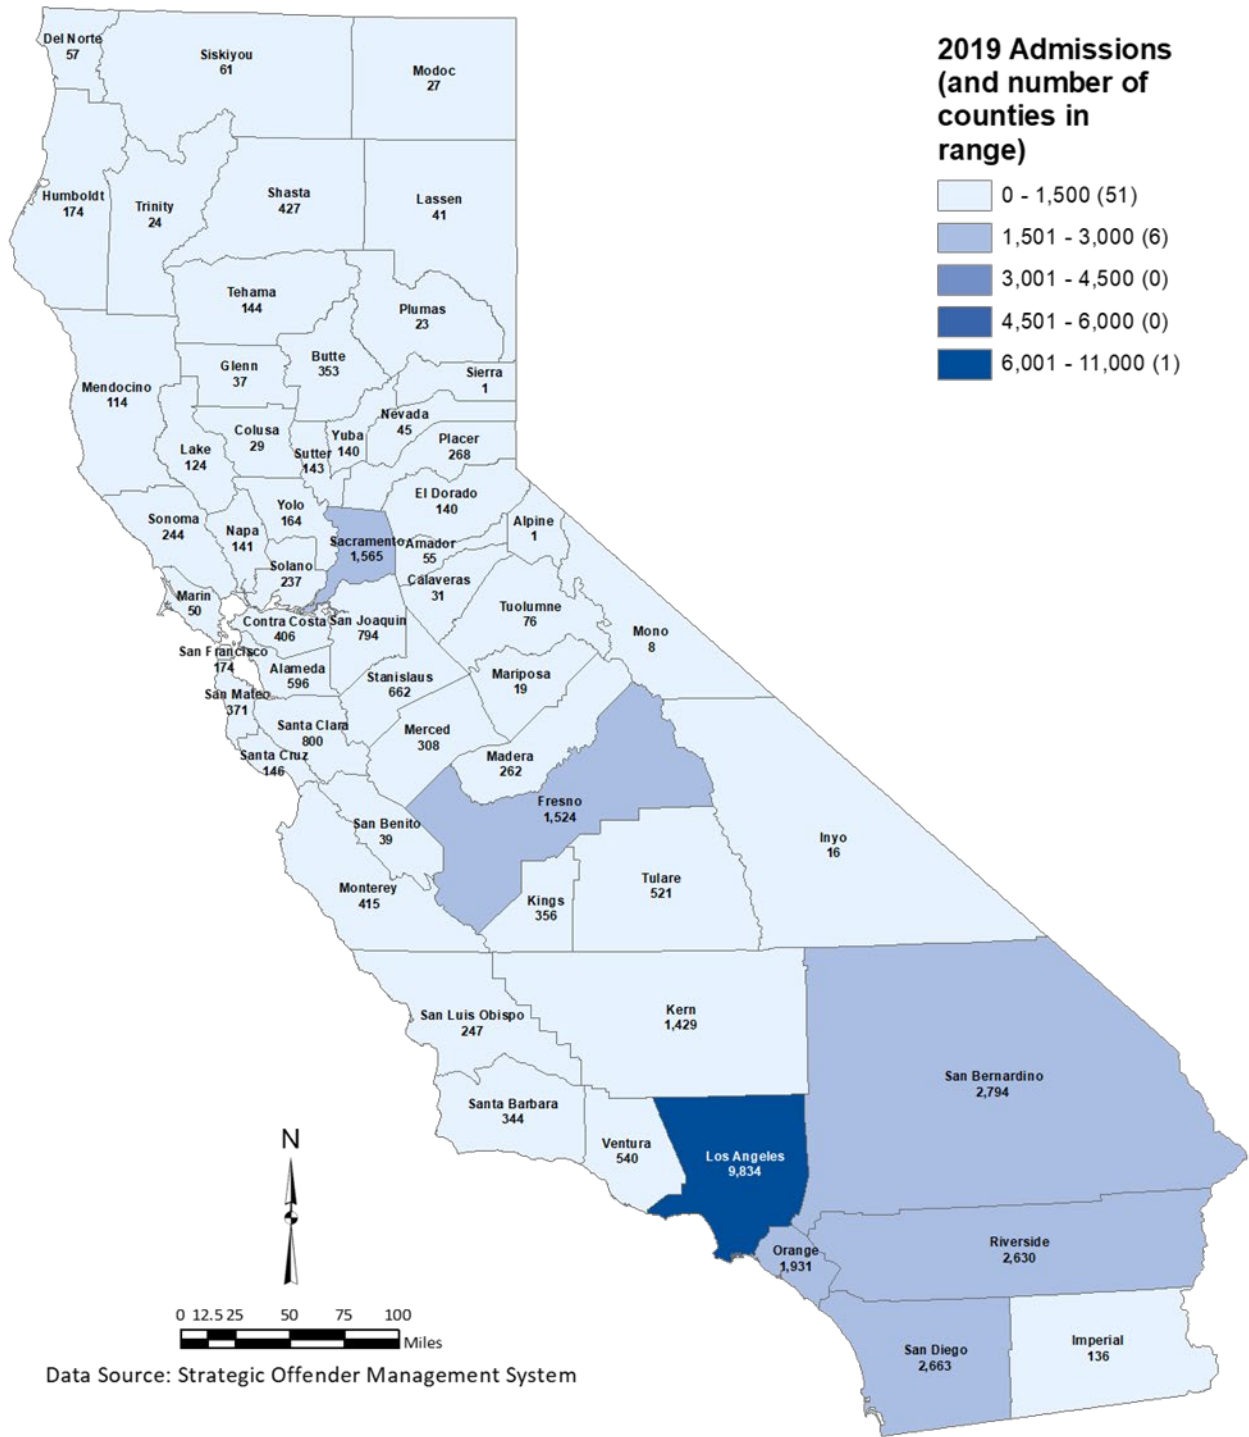 2019 Admissions
(and number of
counties in
range)
0 - 1,500 (51)
1,501 - 3,000 (6)
3,001 - 4,500 (0)
4,501 - 6,000 (0)
6,001 - 11,000 (1)
Del Norte
57
Siskiyou
61
Modoc
27
Humboldt
174
Trinity
24
Shasta
427
Lassen
41
Tehama
144
Plumas
23
Mendocino
114
Glenn
37
Butte
353
Sierra
1
Lake
124
Colusa
29
Sutter
143
Yuba
140
Nevada
45
Placer
268
Sonoma
244
Napa
141
Yolo
164
El Dorado
140
Sacramento
1,565
Amador
55
Alpine
1
Solano
237
Calaveras
31
Marin
50
Contra Costa
406
San Joaquin
794
Tuolumne
76
Mono
8
San Francisco
174
Alameda
596
Stanislaus
662
Mariposa
19
San Mateo
371
Santa Clara
800
Merced
308
Madera
262
Santa Cruz
146
San Benito
39
Fresno
1,524
Inyo
16
Monterey
415
Kings
356
Tulare
521
San Luis Obispo
247
Kern
1,429
San Bernardino
2,794
Santa Barbara
344
Ventura
540
Los Angeles
9,834
Orange
1,931
Riverside
2,630
San Diego
2,663
Imperial
136
N
0 12.5 25 50 75 100
Miles
Data Source: Strategic Offender Management System